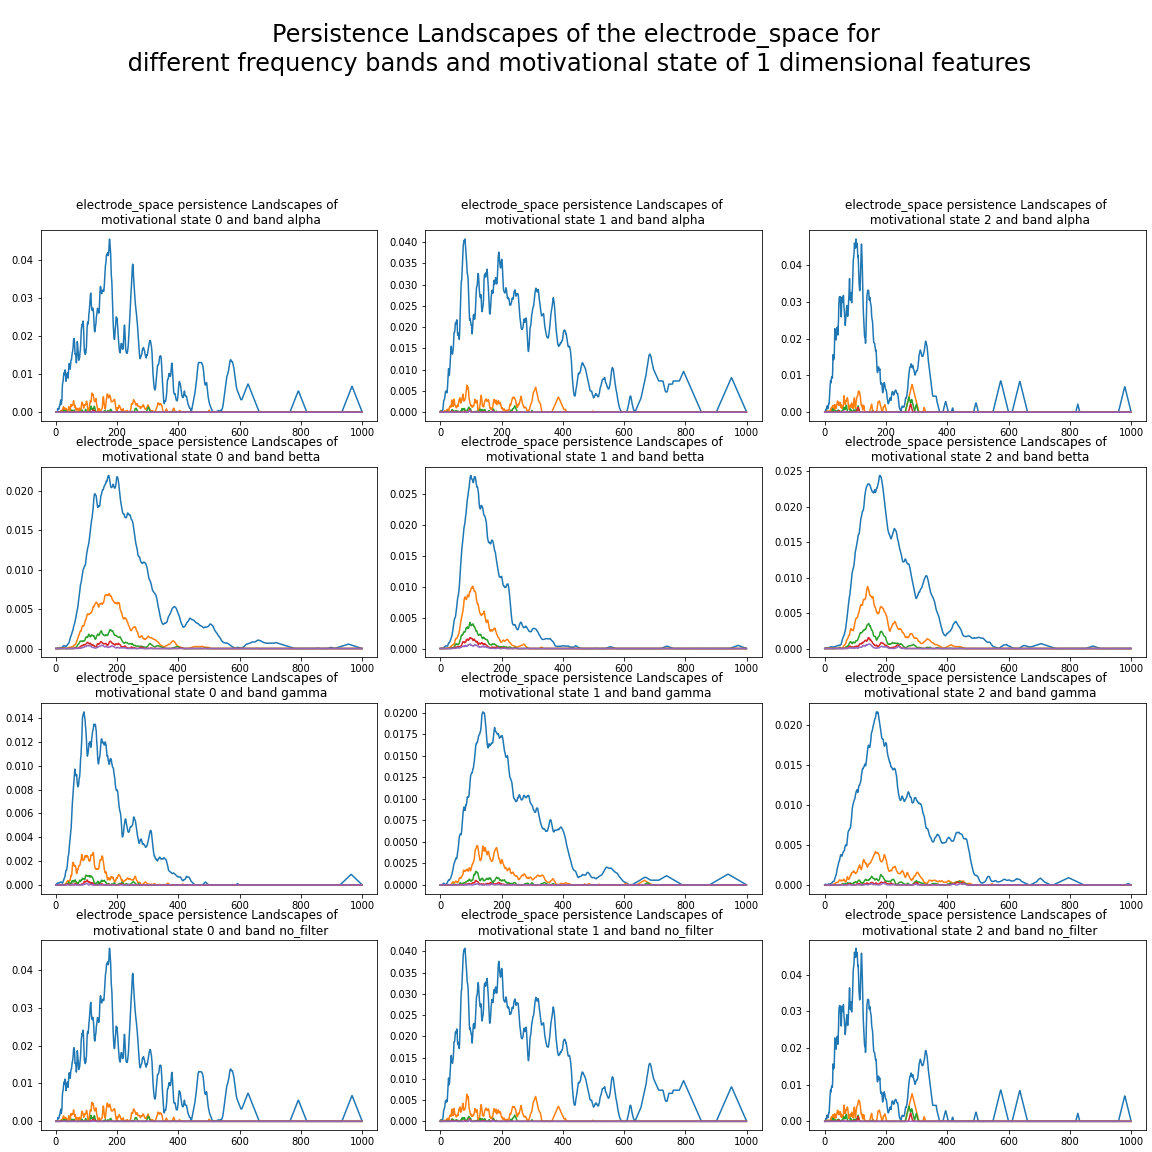 Persistence Landscapes of the electrode_space for
different frequency bands and motivational state of 1 dimensional features
electrode_space persistence Landscapes of
motivational state 0 and band alpha
electrode_space persistence Landscapes of
motivational state 1 and band alpha
electrode_space persistence Landscapes of
motivational state 2 and band alpha
0.04
0.03
0.02
0.01
0.00
0 200 400 600 800 1000
0.040
0.035
0.030
0.025
0.020
0.015
0.010
0.005
0.000
0 200 400 600 800 1000
0.04
0.03
0.02
0.01
0.00
0 200 400 600 800 1000
electrode_space persistence Landscapes of
motivational state 0 and band betta
electrode_space persistence Landscapes of
motivational state 1 and band betta
electrode_space persistence Landscapes of
motivational state 2 and band betta
0.020
0.015
0.010
0.005
0.000
0 200 400 600 800 1000
0.025
0.020
0.015
0.010
0.005
0.000
0 200 400 600 800 1000
0.025
0.020
0.015
0.010
0.005
0.000
0 200 400 600 800 1000
electrode_space persistence Landscapes of
motivational state 0 and band gamma
electrode_space persistence Landscapes of
motivational state 1 and band gamma
electrode_space persistence Landscapes of
motivational state 2 and band gamma
0.014
0.012
0.010
0.008
0.006
0.004
0.002
0.000
0 200 400 600 800 1000
0.0200
0.0175
0.0150
0.0125
0.0100
0.0075
0.0050
0.0025
0.0000
0 200 400 600 800 1000
0.020
0.015
0.010
0.005
0.000
0 200 400 600 800 1000
electrode_space persistence Landscapes of
motivational state 0 and band no_filter
electrode_space persistence Landscapes of
motivational state 1 and band no_filter
electrode_space persistence Landscapes of
motivational state 2 and band no_filter
0.04
0.03
0.02
0.01
0.00
0 200 400 600 800 1000
0.040
0.035
0.030
0.025
0.020
0.015
0.010
0.005
0.000
0 200 400 600 800 1000
0.04
0.03
0.02
0.01
0.00
0 200 400 600 800 1000